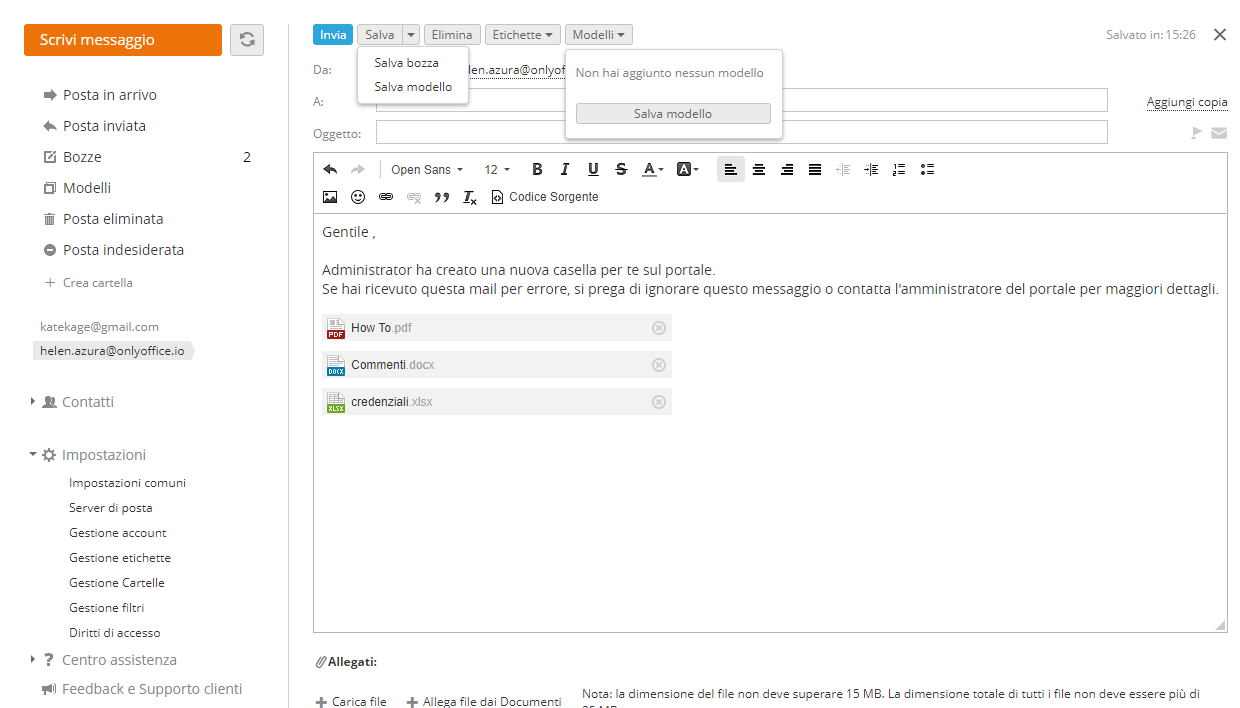 Scrivi messaggio
Posta in arrivo
Posta inviata
Bozze 2
Modelli
Posta eliminata
Posta indesiderata
Crea cartella
katekage@gmail.com
helen.azura@onlyoffice.io
Contatti
Impostazioni
Impostazioni comuni
Server di posta
Gestione account
Gestione etichette
Gestione Cartelle
Gestione filtri
Diritti di accesso
Centro assistenza
Feedback e Supporto clienti
Invia Salva Elimina Etichette Modelli Salvato in: 15:26
Salva bozza
Salva modello
Non hai aggiunto nessun modello
Salva modello
Da: len.azura@onlyof
A: Aggiungi copia
Oggetto:
Open Sans 12 B I U S A A
Codice Sorgente
Gentile ,
Administrator ha creato una nuova casella per te sul portale.
Se hai ricevuto questa mail per errore, si prega di ignorare questo messaggio o contatta l'amministratore del portale per maggiori dettagli.
PDF How To.pdf
DOCX Commenti.docx
XLSX credenziali.xlsx
Allegati:
Carica file Allega file dai Documenti Nota: la dimensione del file non deve superare 15 MB. La dimensione totale di tutti i file non deve essere più di